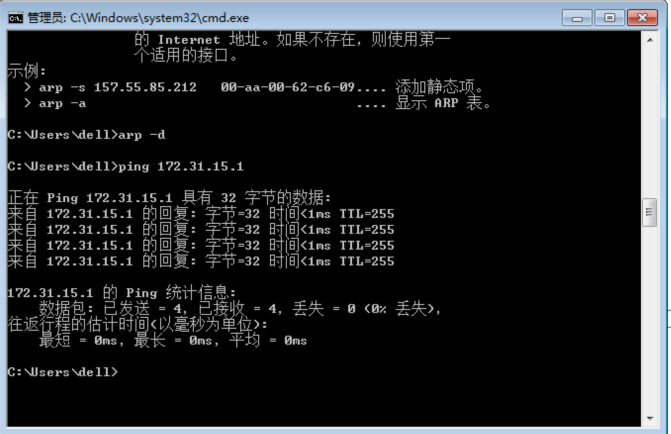 管理员: C:\Windows\system32\cmd.exe
的 Internet 地址。如果不存在，则使用第一
个适用的接口。
示例:
> arp -s 157.55.85.212 00-aa-00-62-c6-09.... 添加静态项。
> arp -a .... 显示 ARP 表。
C:\Users\dell>arp -d
C:\Users\dell>ping 172.31.15.1
正在 Ping 172.31.15.1 具有 32 字节的数据:
来自 172.31.15.1 的回复: 字节=32 时间<1ms TTL=255
来自 172.31.15.1 的回复: 字节=32 时间<1ms TTL=255
来自 172.31.15.1 的回复: 字节=32 时间<1ms TTL=255
来自 172.31.15.1 的回复: 字节=32 时间<1ms TTL=255
172.31.15.1 的 Ping 统计信息:
数据包: 已发送 = 4，已接收 = 4，丢失 = 0 (0% 丢失)，
往返行程的估计时间(以毫秒为单位):
最短 = 0ms，最长 = 0ms，平均 = 0ms
C:\Users\dell>